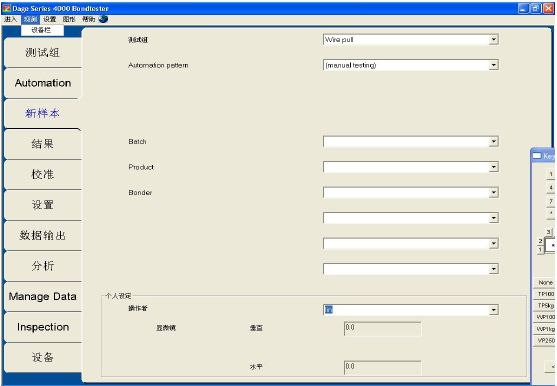 Dage Series 4000 Bondtester
进入 观测 设置 图形 帮助
设备栏
测试组
Automation
新样本
结果
校准
设置
数据输出
分析
Manage Data
Inspection
设备
测试组 Wire pull
Automation pattern (manual testing)
Batch
Product
Bonder
个人设定
操作者
显微镜 垂直 0.0
水平 0.0
Key
1
4
7
*
3
2
1
None
TP100
TP5kg
WP100
WP1kg
VP250